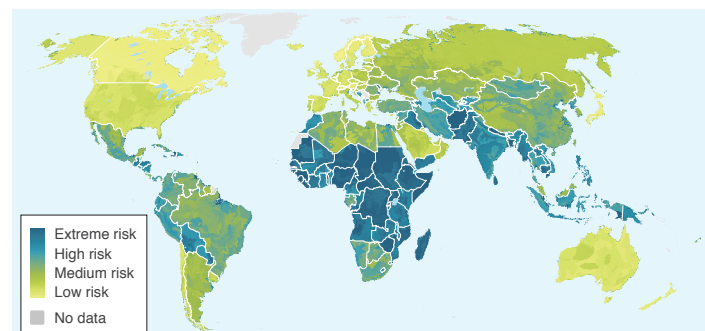 Extreme risk
High risk
Medium risk
Low risk
No data